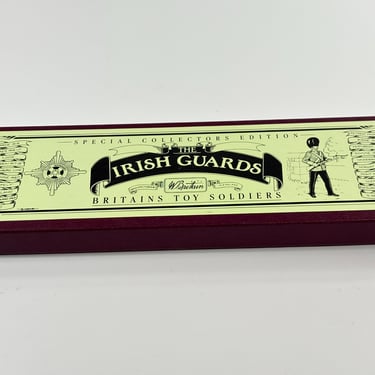 SPECIAL COLLECTORS EDITION
THE
IRISH GUARDS
W. Britain
BRITAINS TOY SOLDIERS